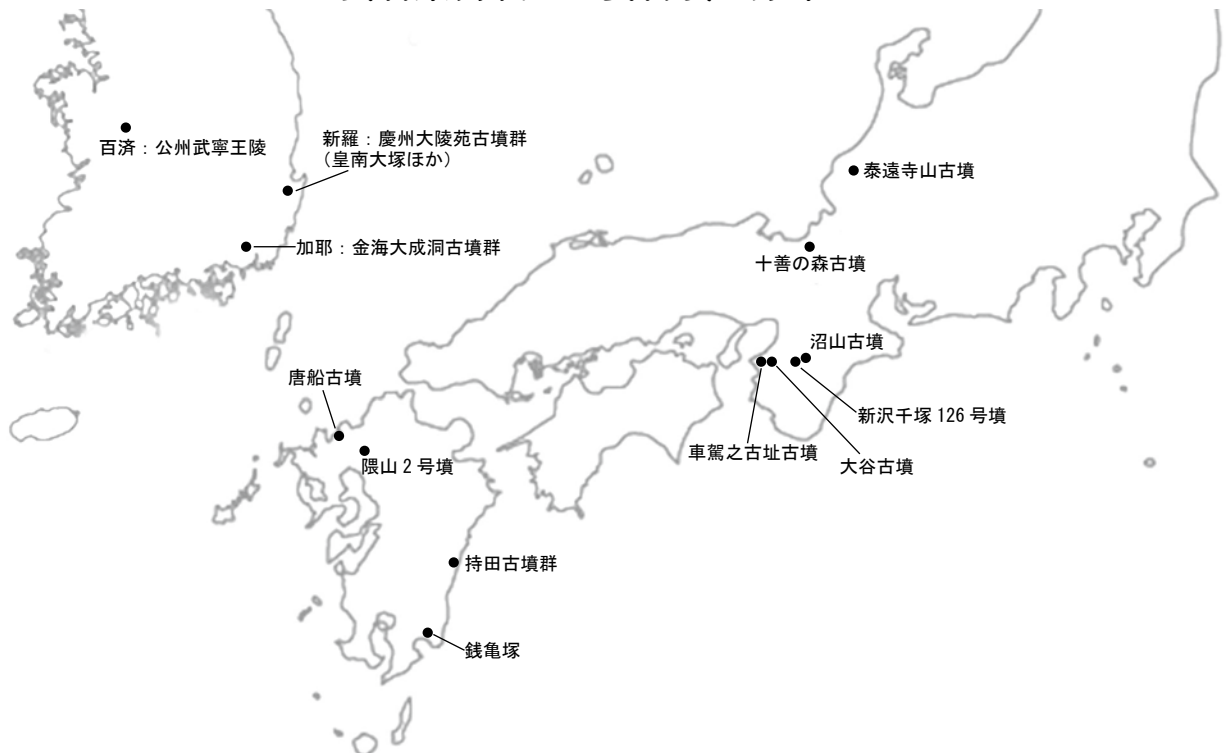 百済：公州武寧王陵
新羅：慶州大陵苑古墳群
(皇南大塚ほか)
加耶：金海大成洞古墳群
泰遠寺山古墳
十善の森古墳
沼山古墳
新沢千塚 126 号墳
車駕之古址古墳
大谷古墳
唐船古墳
隈山 2 号墳
持田古墳群
銭亀塚